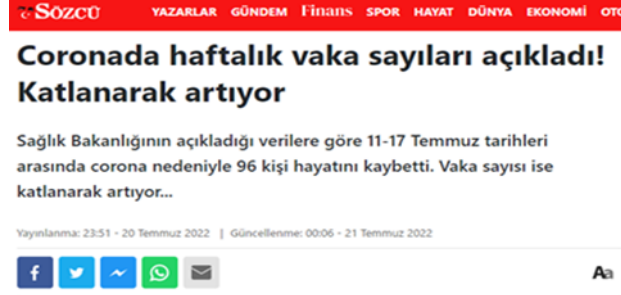 Sözcü YAZARLAR GÜNDEM Finans SPOR HAYAT DÜNYA EKONOMİ
Coronada haftalık vaka sayıları açıkladı!
Katlanarak artıyor
Sağlık Bakanlığının açıkladığı verilere göre 11-17 Temmuz tarihleri
arasında corona nedeniyle 96 kişi hayatını kaybetti. Vaka sayısı ise
katlanarak artıyor...
Yayınlanma: 23:51 - 20 Temmuz 2022 | Güncellenme: 00:06 - 21 Temmuz 2022
Aa